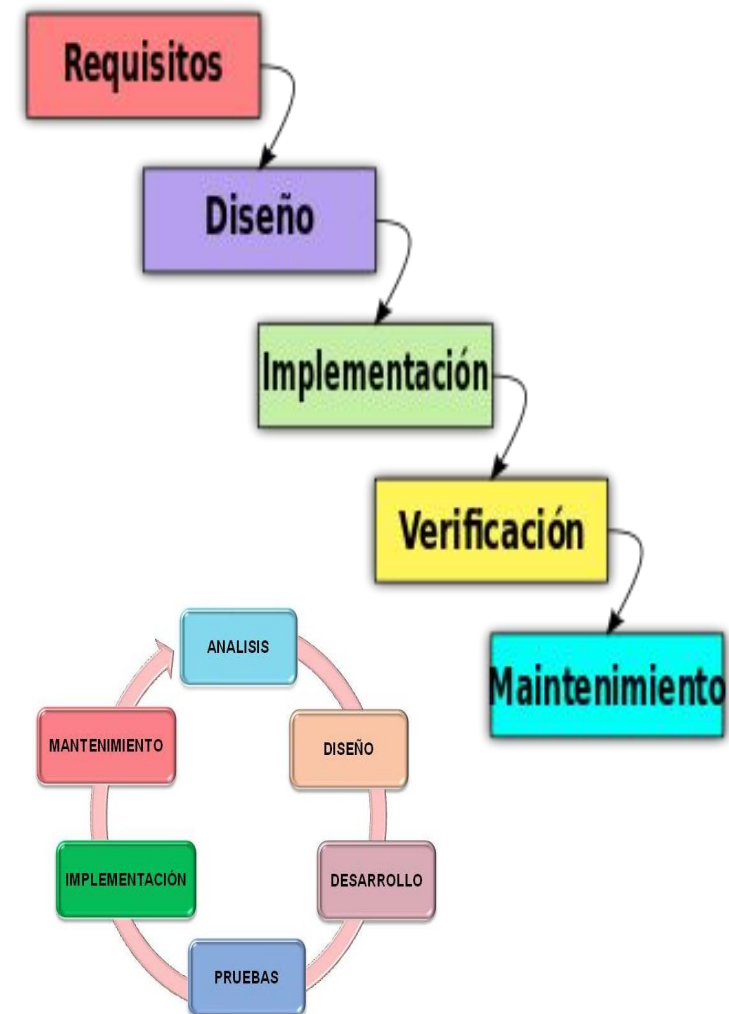 Requisitos
Diseño
Implementación
Verificación
Maintenimiento
ANALISIS
MANTENIMIENTO
DISEÑO
IMPLEMENTACIÓN
DESARROLLO
PRUEBAS